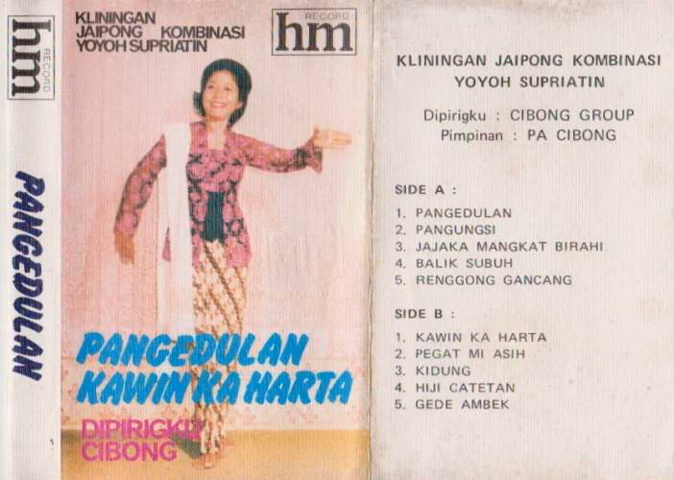 hm
RECORD
PANGEDULAN
KLININGAN
JAIPONG KOMBINASI
YOYOH SUPRIATIN
RECORD
hm
PANGEDULAN
KAWIN KA HARTA
DIPIRIGKU
CIBONG
KLININGAN JAIPONG KOMBINASI
YOYOH SUPRIATIN
Dipirigku : CIBONG GROUP
Pimpinan : PA CIBONG
SIDE A :
1. PANGEDULAN
2. PANGUNGSI
3. JAJAKA MANGKAT BIRAHI
4. BALIK SUBUH
5. RENGGONG GANCANG
SIDE B :
1. KAWIN KA HARTA
2. PEGAT MI ASIH
3. KIDUNG
4. HIJI CATETAN
5. GEDE AMBEK